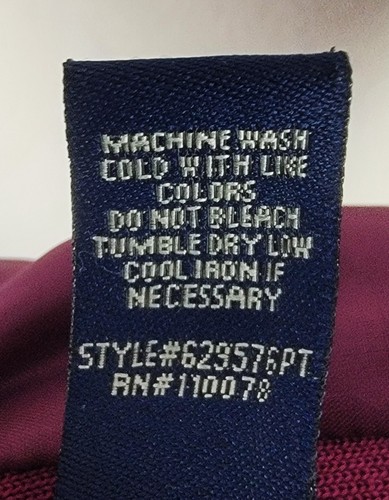 MACHINE WASH
COLD WITH LIKE
COLORS
DO NOT BLEACH
TUMBLE DRY LOW
COOL IRON IF
NECESSARY
STYLE#629576PT
RN#110078